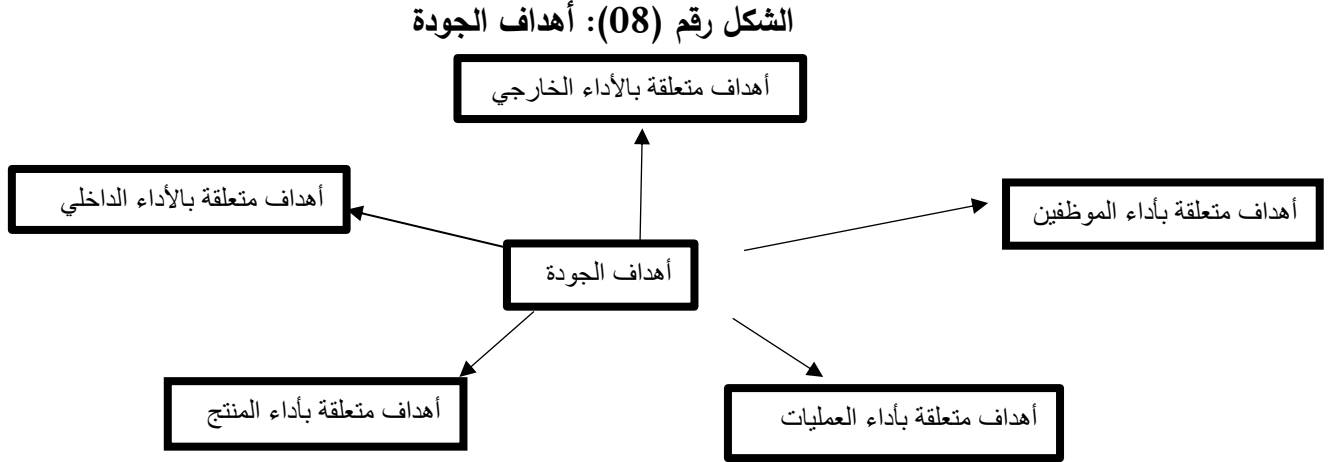 الشكل رقم (08): أهداف الجودة
أهداف متعلقة بالأداء الخارجي
أهداف متعلقة بأداء الموظفين
أهداف متعلقة بالأداء الداخلي
أهداف الجودة
أهداف متعلقة بأداء العمليات
أهداف متعلقة بأداء المنتج